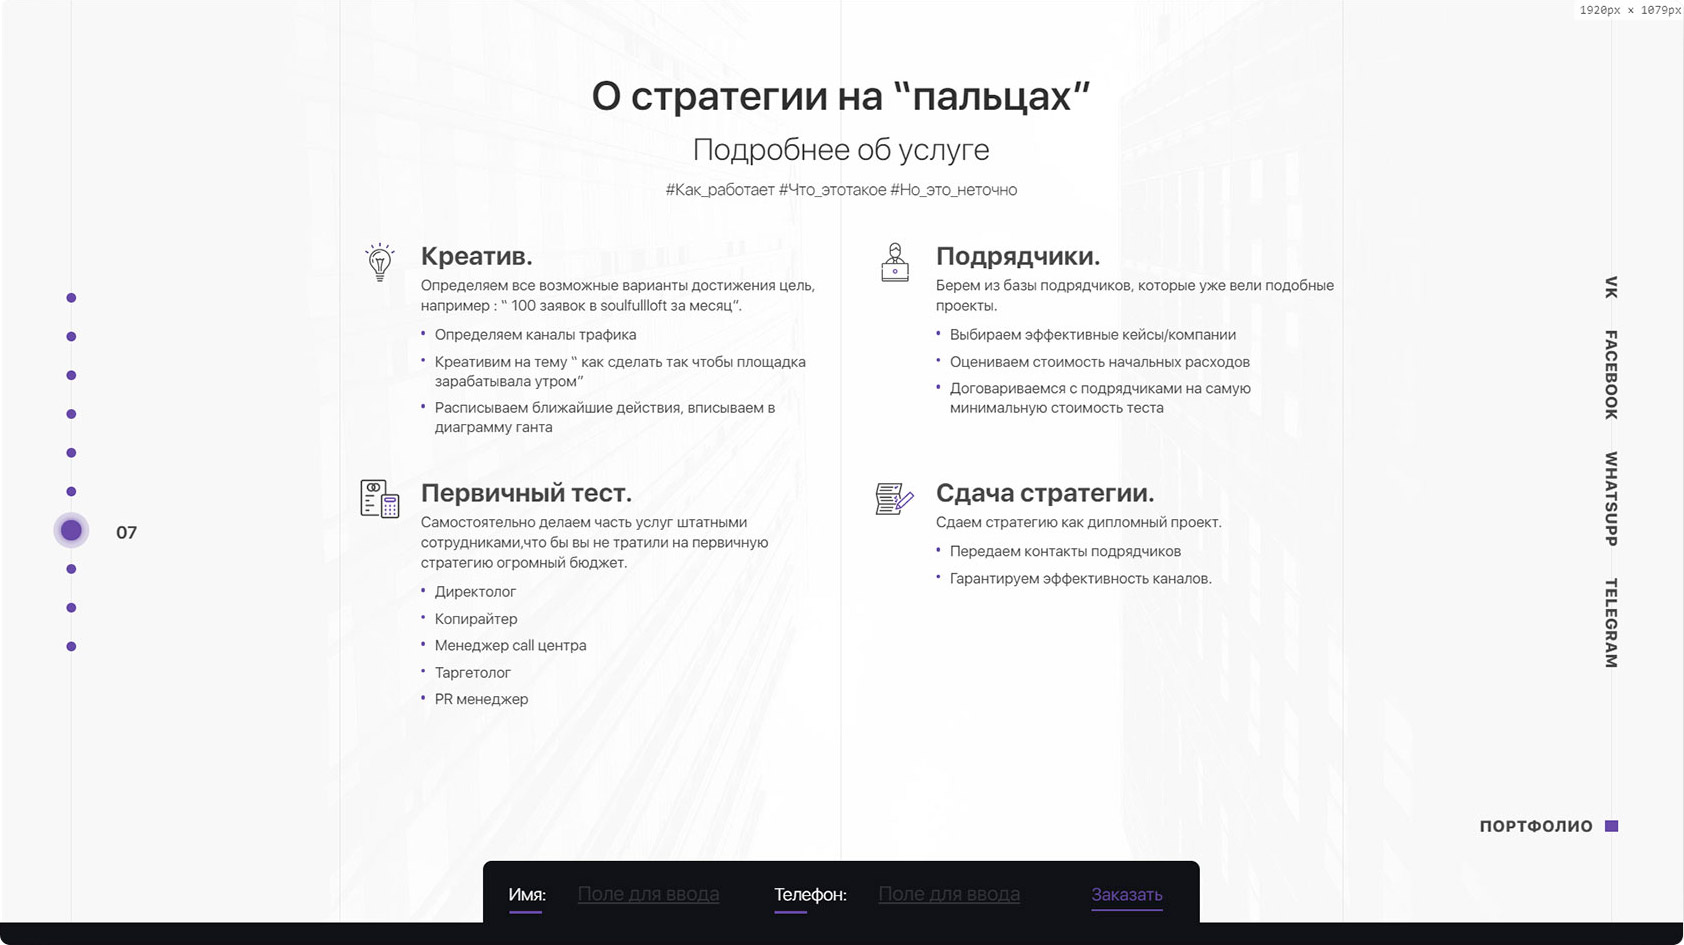 1920px × 1079px
О стратегии на “пальцах”
Подробнее об услуге
#Как_работает #Что_этотакое #Но_это_неточно
Креатив.
Определяем все возможные варианты достижения цель,
например : “ 100 заявок в soulfullloft за месяц”.
• Определяем каналы трафика
• Креативим на тему “ как сделать так чтобы площадка
зарабатывала утром”
• Расписываем ближайшие действия, вписываем в
диаграмму ганта
Подрядчики.
Берем из базы подрядчиков, которые уже вели подобные
проекты.
• Выбираем эффективные кейсы/компании
• Оцениваем стоимость начальных расходов
• Договариваемся с подрядчиками на самую
минимальную стоимость теста
Первичный тест.
Самостоятельно делаем часть услуг штатными
сотрудниками,что бы вы не тратили на первичную
стратегию огромный бюджет.
• Директолог
• Копирайтер
• Менеджер call центра
• Таргетолог
• PR менеджер
Сдача стратегии.
Сдаем стратегию как дипломный проект.
• Передаем контакты подрядчиков
• Гарантируем эффективность каналов.
07
VK
FACEBOOK
WHATSUPP
TELEGRAM
ПОРТФОЛИО
Имя: Поле для ввода Телефон: Поле для ввода Заказать